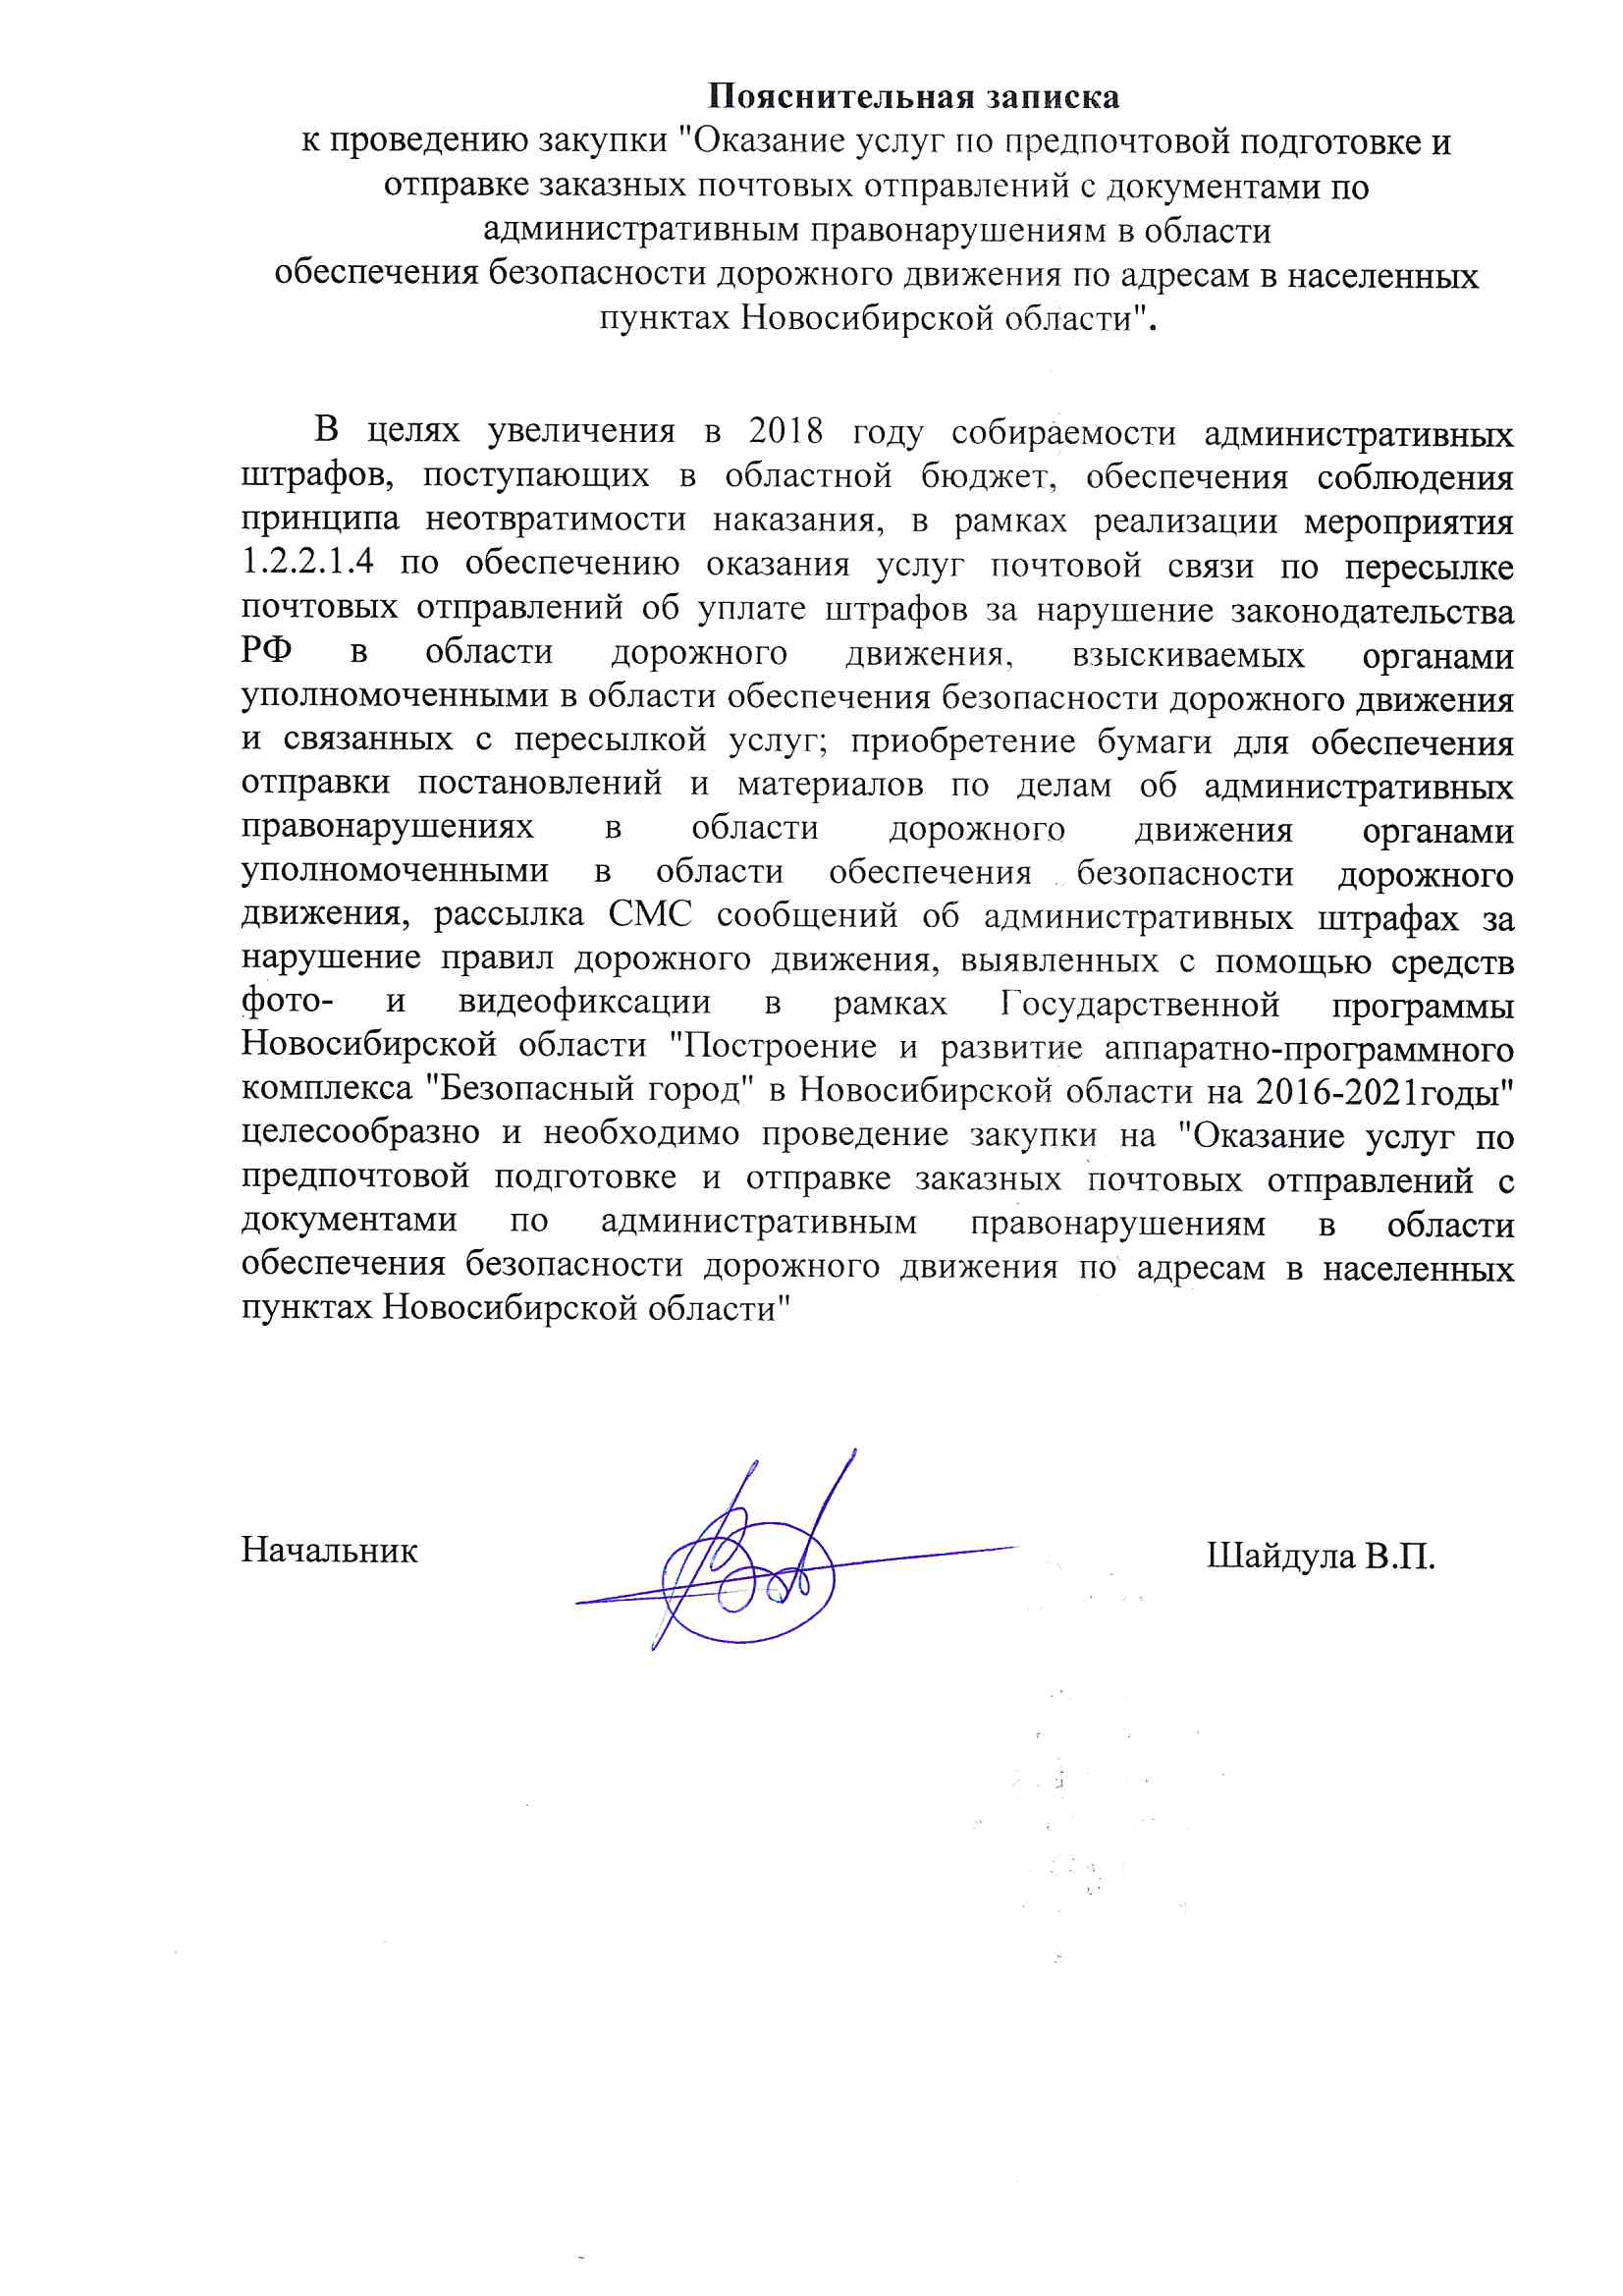 Пояснительная записка
к проведению закупки "Оказание услуг по предпочтовой подготовке и
отправке заказных почтовых отправлений с документами по
административным правонарушениям в области
обеспечения безопасности дорожного движения по адресам в населенных
пунктах Новосибирской области".
В целях увеличения в 2018 году собираемости административных
штрафов, поступающих в областной бюджет, обеспечения соблюдения
принципа неотвратимости наказания, в рамках реализации мероприятия
1.2.2.1.4 по обеспечению оказания услуг почтовой связи по пересылке
почтовых отправлений об уплате штрафов за нарушение законодательства
РФ в области дорожного движения, взыскиваемых органами
уполномоченными в области обеспечения безопасности дорожного движения
и связанных с пересылкой услуг; приобретение бумаги для обеспечения
отправки постановлений и материалов по делам об административных
правонарушениях в области дорожного движения органами
уполномоченными в области обеспечения безопасности дорожного
движения, рассылка СМС сообщений об административных штрафах за
нарушение правил дорожного движения, выявленных с помощью средств
фото- и видеофиксации в рамках Государственной программы
Новосибирской области "Построение и развитие аппаратно-программного
комплекса "Безопасный город" в Новосибирской области на 2016-2021годы"
целесообразно и необходимо проведение закупки на "Оказание услуг по
предпочтовой подготовке и отправке заказных почтовых отправлений с
документами по административным правонарушениям в области
обеспечения безопасности дорожного движения по адресам в населенных
пунктах Новосибирской области"
Начальник Шайдула В.П.